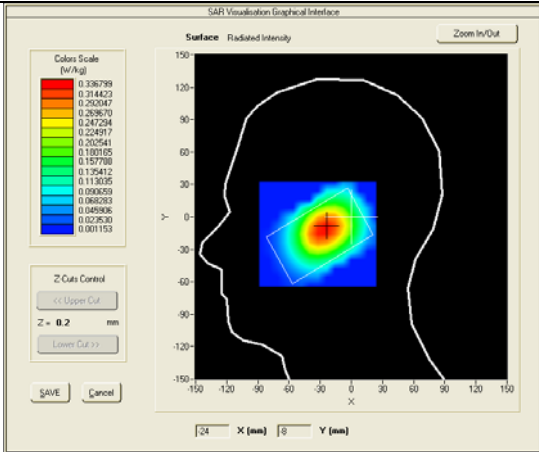 SAR Visualisation Graphical Interface
Surface Radiated Intensity
Zoom In/Out
Colors Scale
(W/kg)
0.336799
0.314423
0.292047
0.269670
0.247294
0.224917
0.202541
0.180165
0.157788
0.135412
0.113035
0.090659
0.068283
0.045906
0.023530
0.001153
150
120
90
60
30
0
-30
-60
-90
-120
-150
Y
-150 -120 -90 -60 -30 0 30 60 90 120 150
X
Z-Cuts Control
<< Upper Cut
Z = 0.2 mm
Lower Cut >>
SAVE Cancel
-24 X (mm) -8 Y (mm)